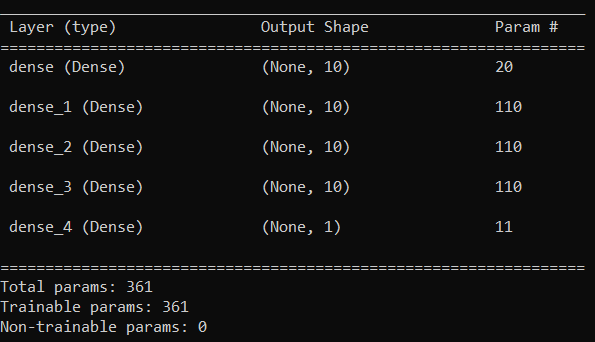 Layer (type) Output Shape Param #
dense (Dense) (None, 10) 20
dense_1 (Dense) (None, 10) 110
dense_2 (Dense) (None, 10) 110
dense_3 (Dense) (None, 10) 110
dense_4 (Dense) (None, 1) 11
Total params: 361
Trainable params: 361
Non-trainable params: 0